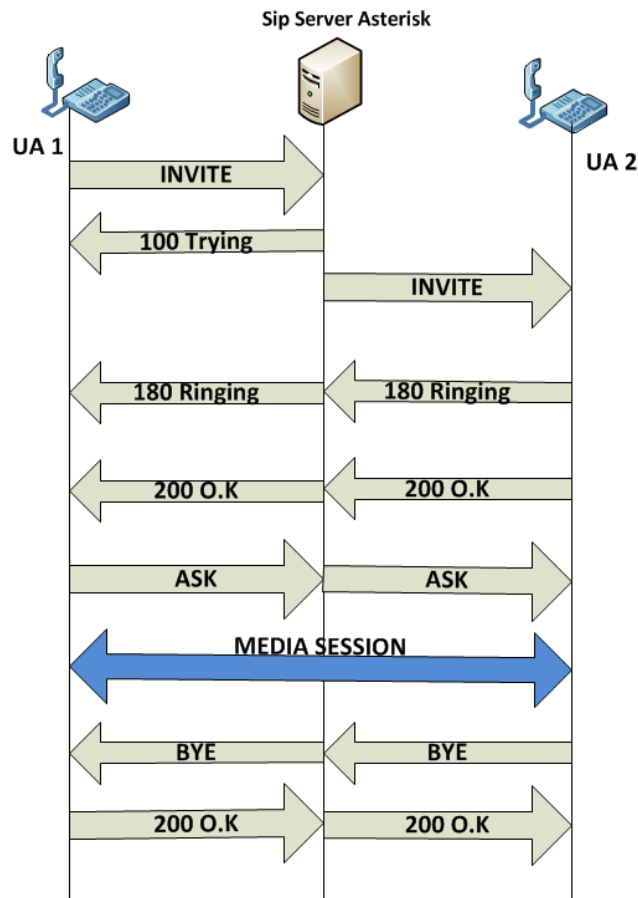 Sip Server Asterisk
UA 1
UA 2
INVITE
100 Trying
INVITE
180 Ringing
180 Ringing
200 O.K
200 O.K
ASK
ASK
MEDIA SESSION
BYE
BYE
200 O.K
200 O.K